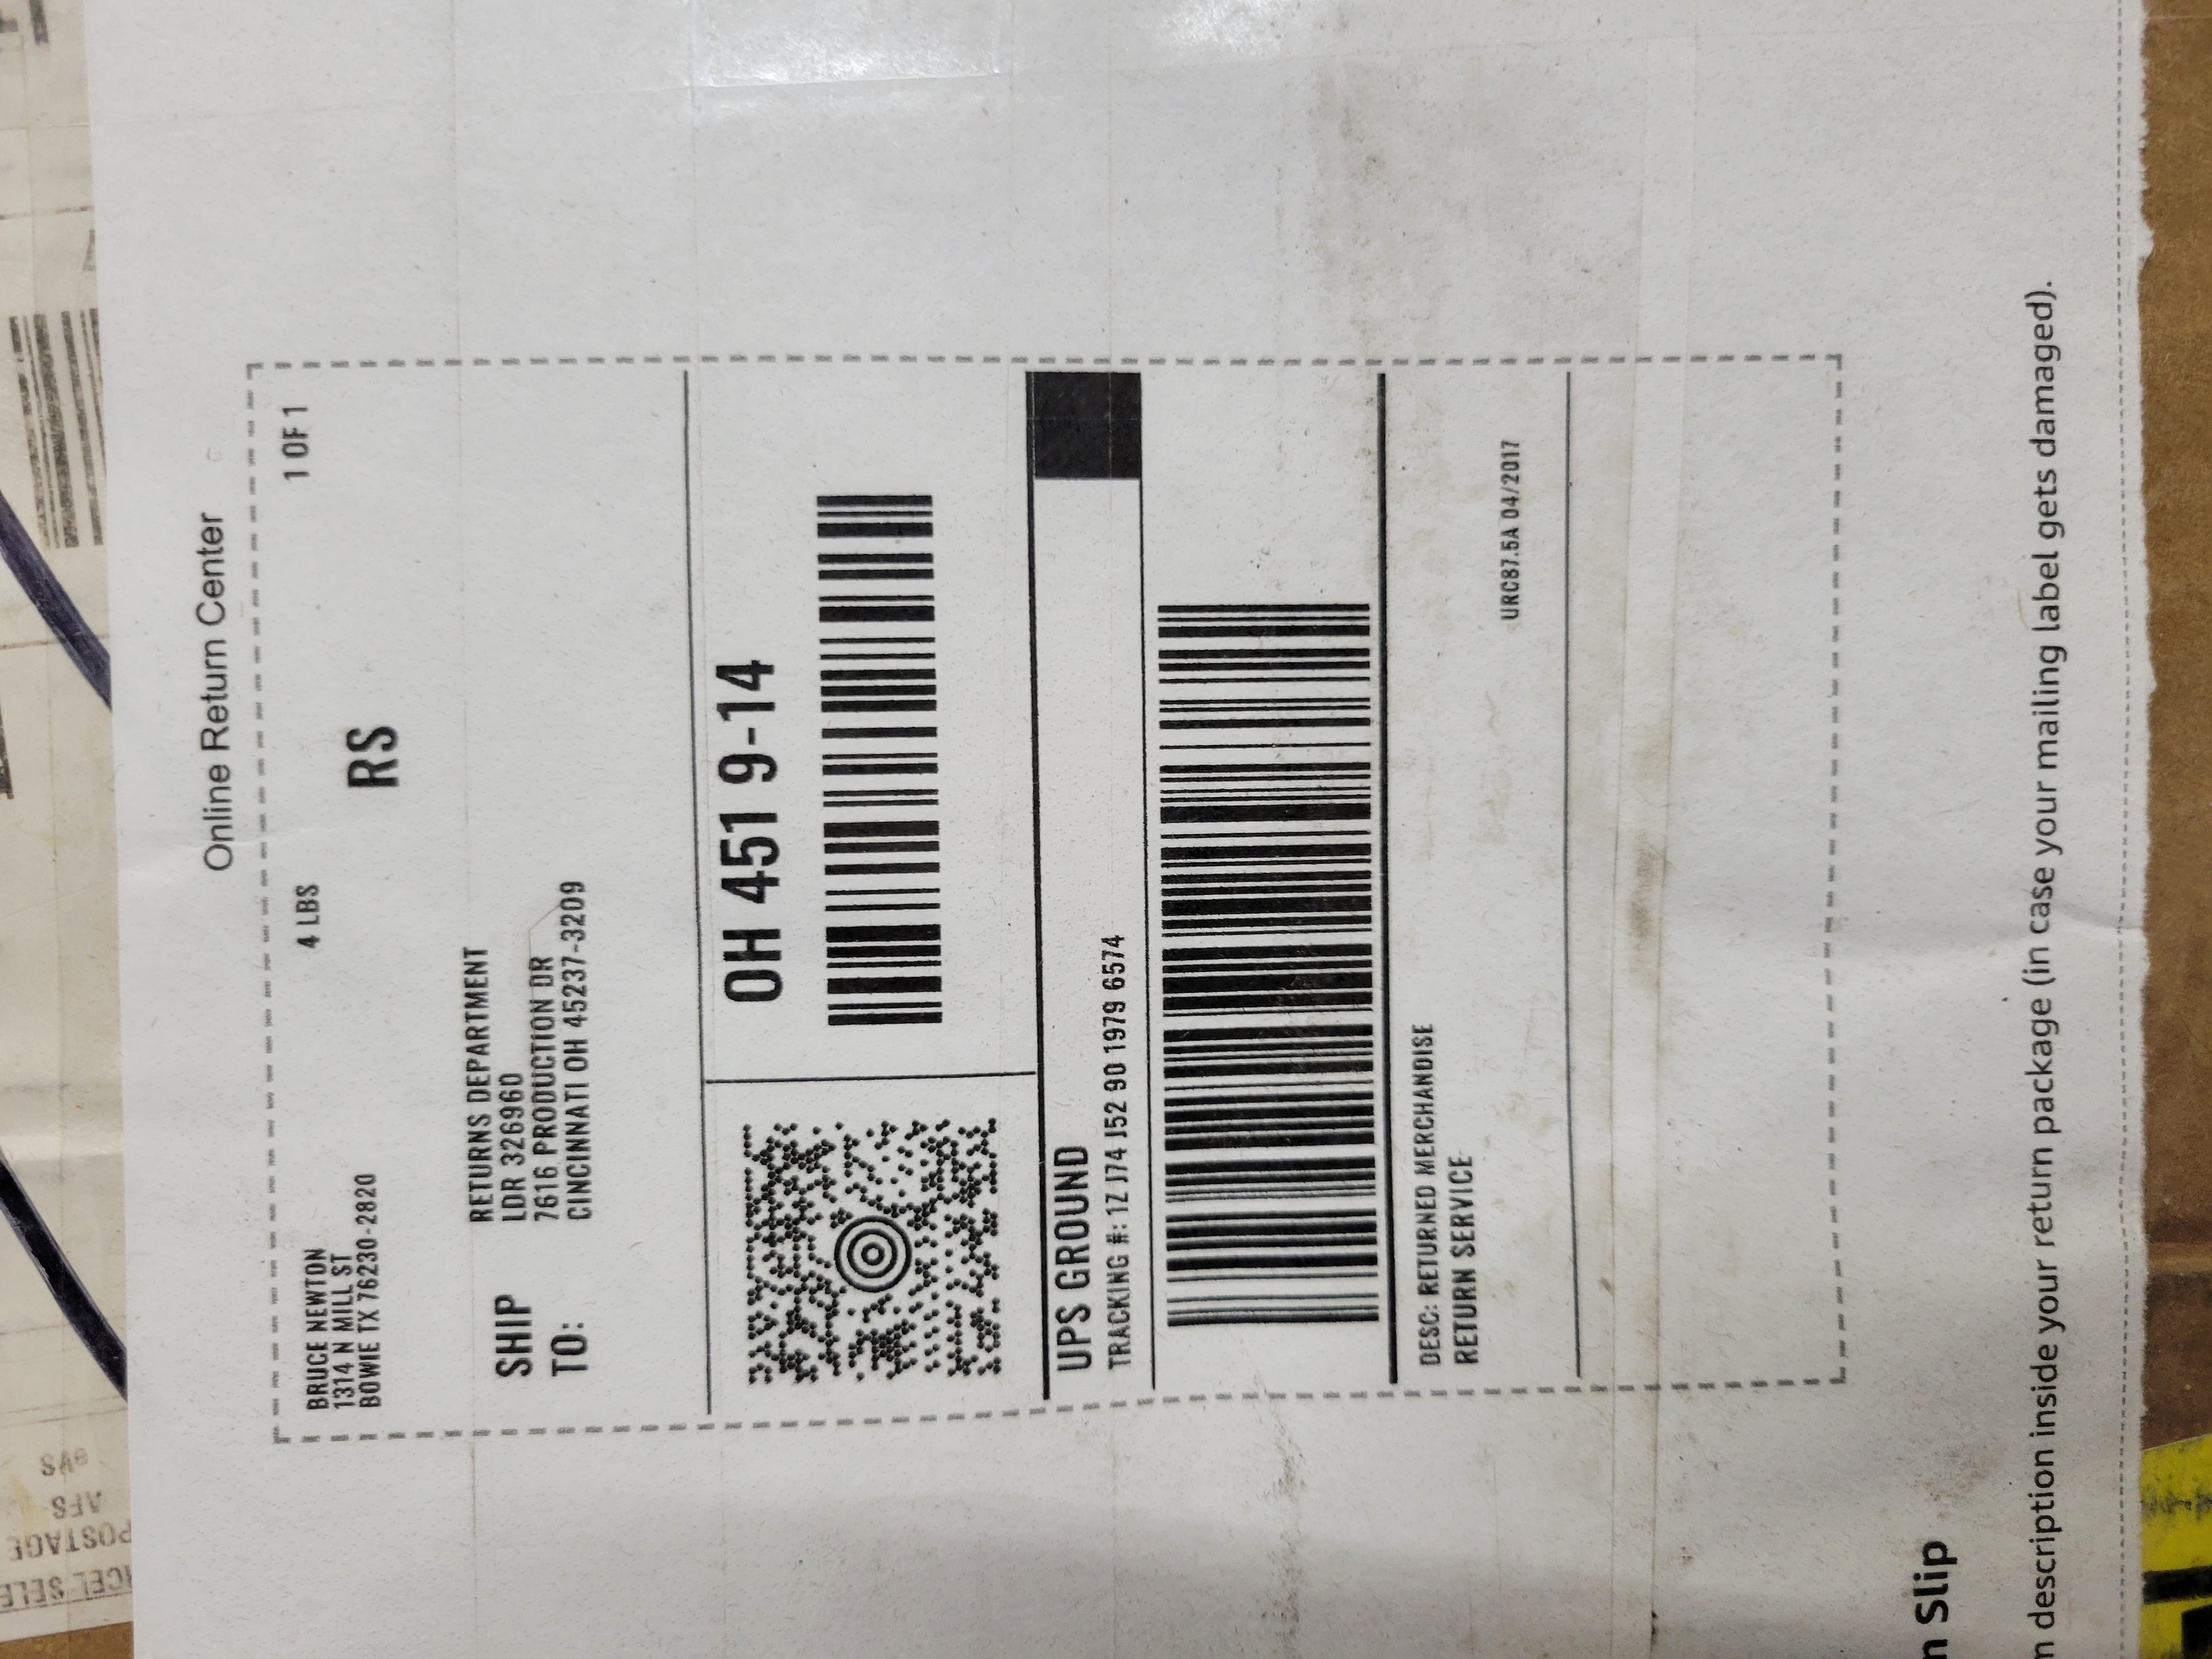 Online Return Center
BRUCE NEWTON
1314 N MILL ST
BOWIE TX 76230-2820
4 LBS
1 OF 1
RS
SHIP
TO:
RETURNS DEPARTMENT
LDR 326960
7616 PRODUCTION DR
CINCINNATI OH 45237-3209
OH 451 9-14
UPS GROUND
TRACKING #: 1Z J74 J52 90 1979 6574
DESC: RETURNED MERCHANDISE
RETURN SERVICE
URC87.5A 04/2017
Slip
description inside your return package (in case your mailing label gets damaged).
POSTAGE
AFS